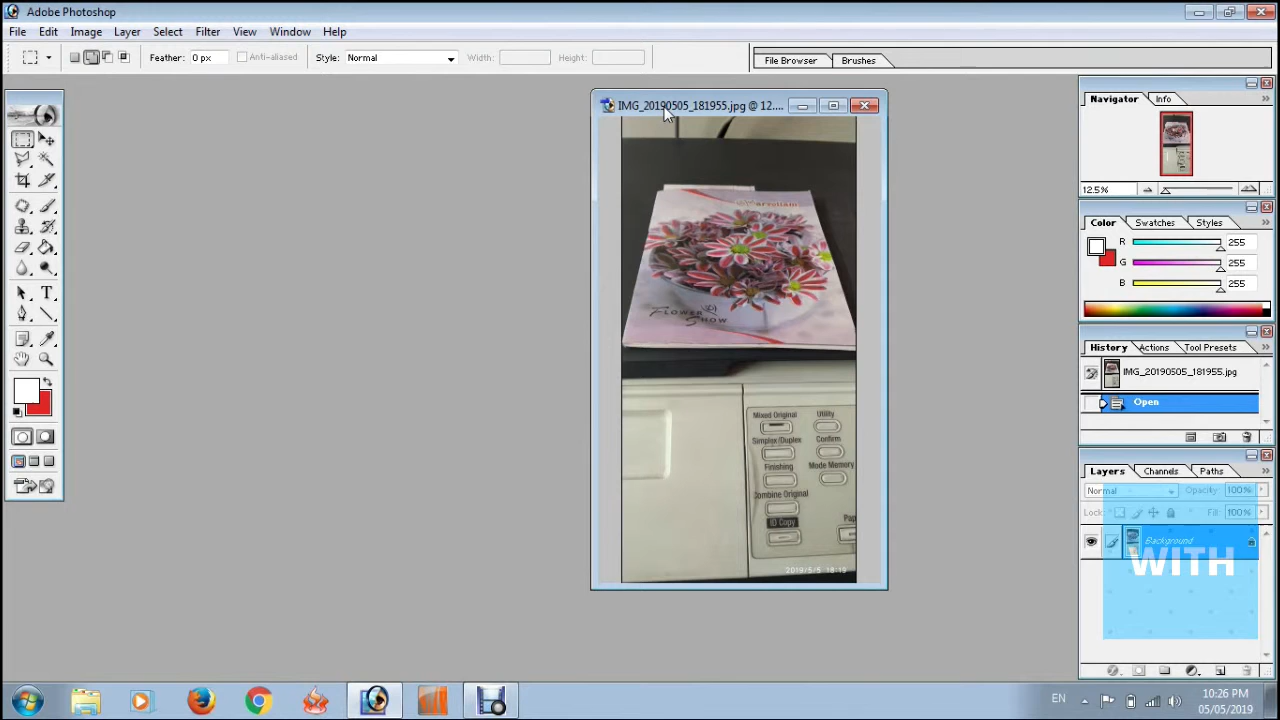 Adobe Photoshop
File Edit Image Layer Select Filter View Window Help
Feather: 0 px Anti-aliased Style: Normal Width: Height: File Browser Brushes
IMG_20190505_181955.jpg @ 12....
FLOWER
SHOW
Mixed Original Utility
Simplex/Duplex Confirm
Finishing Mode Memory
Combine Original
ID Copy
2019/5/5 18:19
Navigator Info
12.5%
Color Swatches Styles
R 255
G 255
B 255
History Actions Tool Presets
IMG_20190505_181955.jpg
Open
Layers Channels Paths
Normal Opacity: 100%
Lock: Fill: 100%
Background
WITH
EN
10:26 PM
05/05/2019